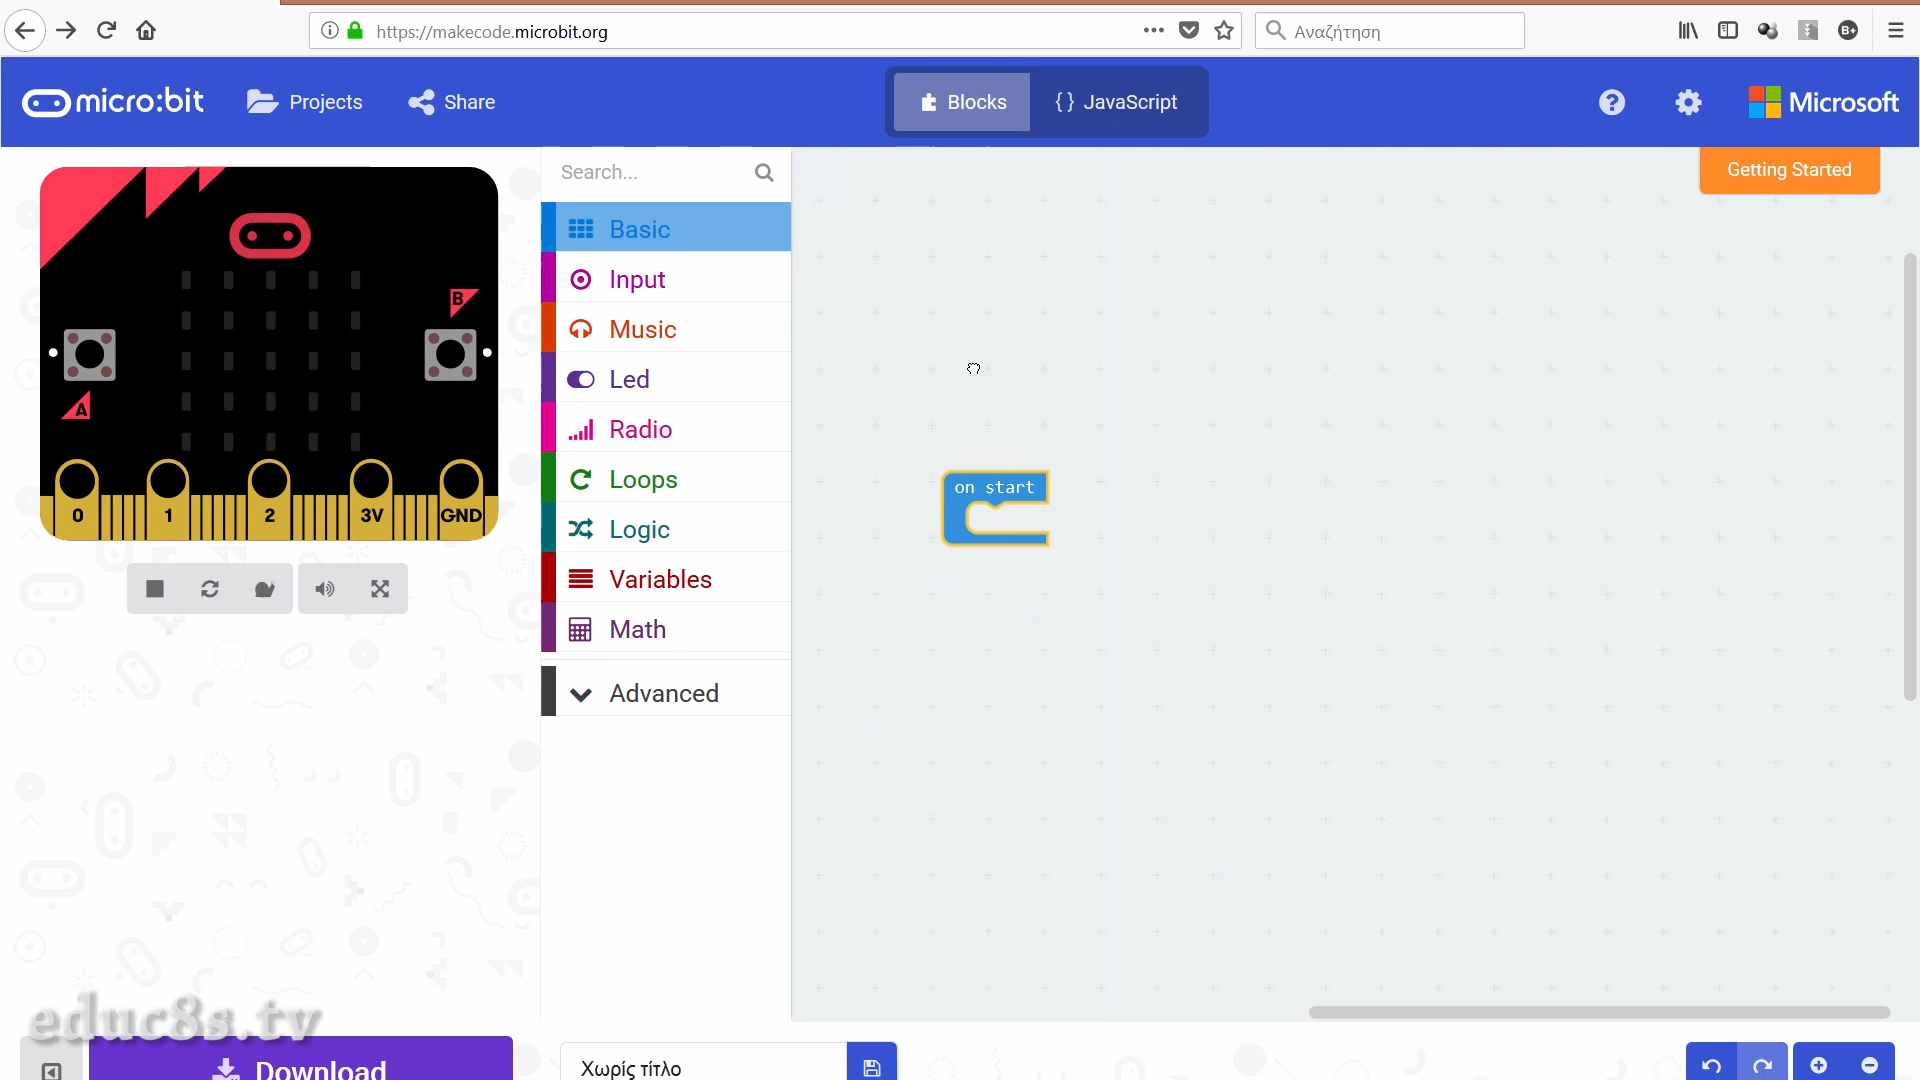 https://makecode.microbit.org
Αναζήτηση
B+
micro:bit
Projects
Share
Blocks
{} JavaScript
?
Microsoft
Getting Started
Search...
Basic
Input
Music
Led
Radio
Loops
Logic
Variables
Math
Advanced
B
A
0
1
2
3V
GND
on start
educ8s.tv
Download
Χωρίς τίτλο